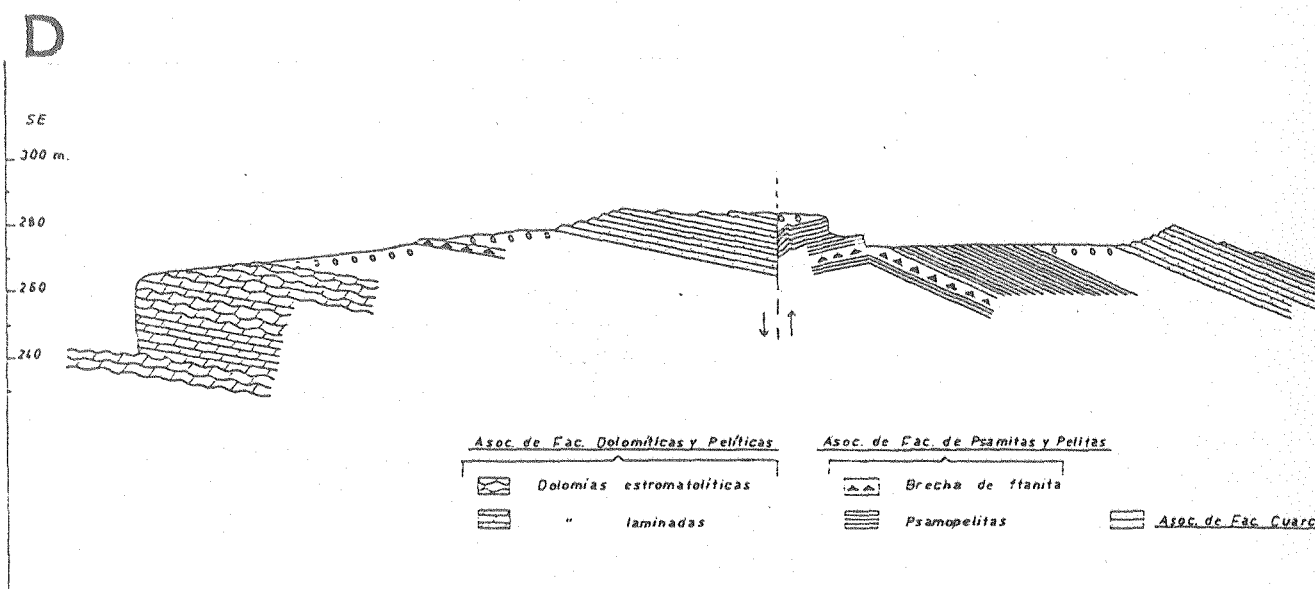 D
SE
300 m.
280
260
240
Asoc. de Fac. Dolomíticas y Pelíticas
Asoc. de Fac. de Psamitas y Pelitas
Dolomías estromatolíticas
Brecha de ftanita
" laminadas
Psamopelitas
Asoc. de Fac. Cuarc